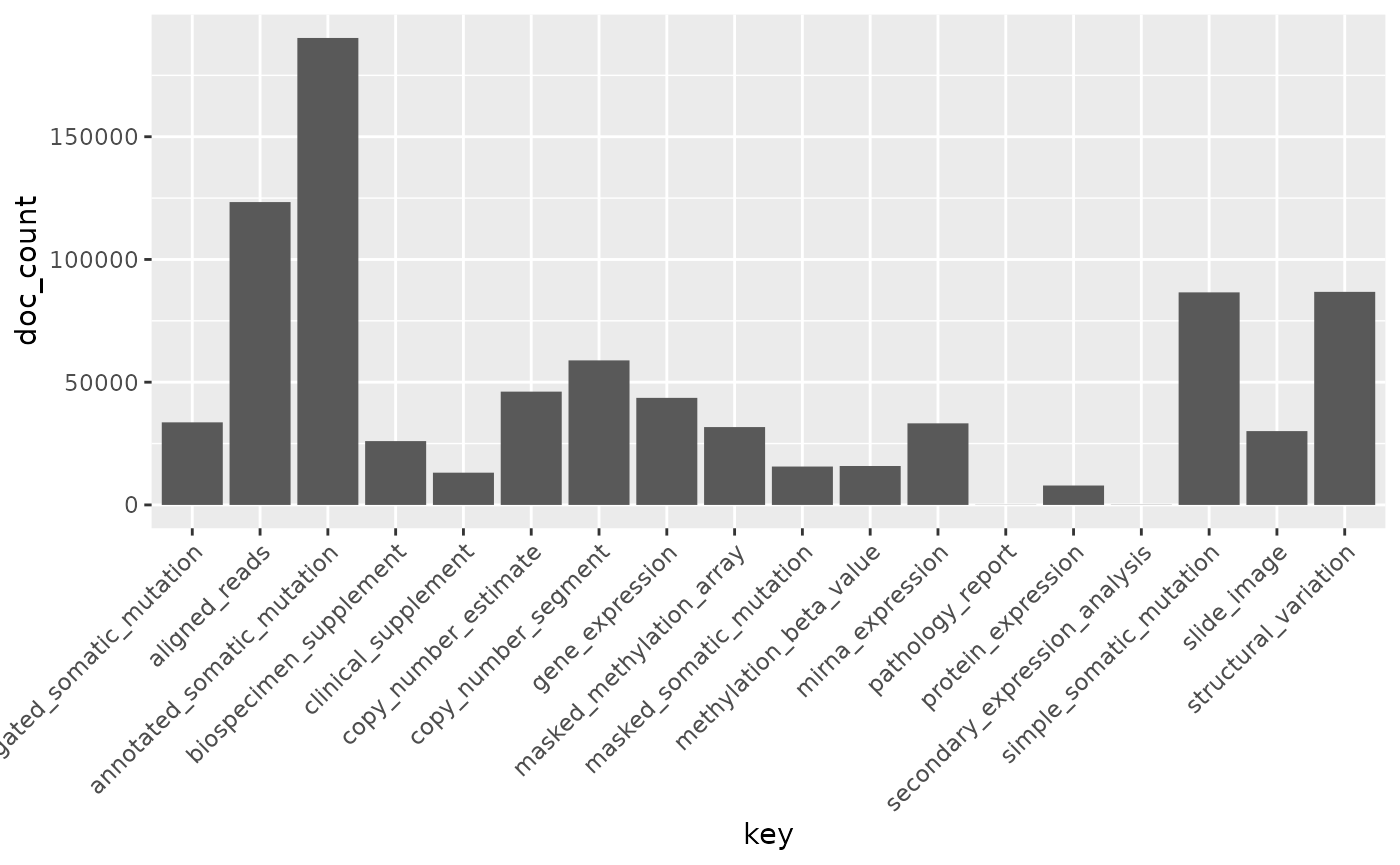 doc_count
150000
100000
50000
0
gated_somatic_mutation
aligned_reads
annotated_somatic_mutation
biospecimen_supplement
clinical_supplement
copy_number_estimate
copy_number_segment
gene_expression
masked_methylation_array
masked_somatic_mutation
methylation_beta_value
mirna_expression
pathology_report
protein_expression
secondary_expression_analysis
simple_somatic_mutation
slide_image
structural_variation
key